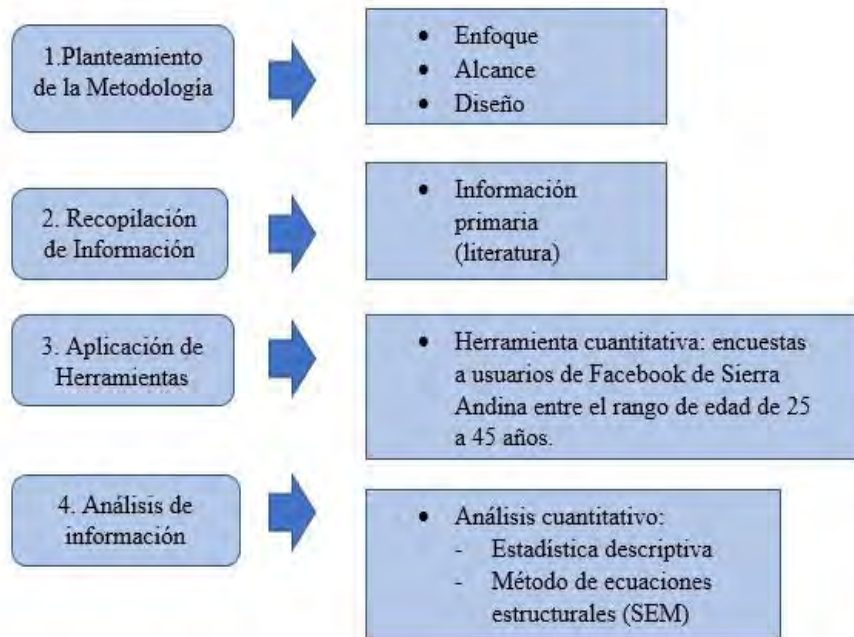 1.Planteamiento
de la Metodología
• Enfoque
• Alcance
• Diseño
2. Recopilación
de Información
• Información
primaria
(literatura)
3. Aplicación de
Herramientas
• Herramienta cuantitativa: encuestas
a usuarios de Facebook de Sierra
Andina entre el rango de edad de 25
a 45 años.
4. Análisis de
información
• Análisis cuantitativo:
- Estadística descriptiva
- Método de ecuaciones
estructurales (SEM)